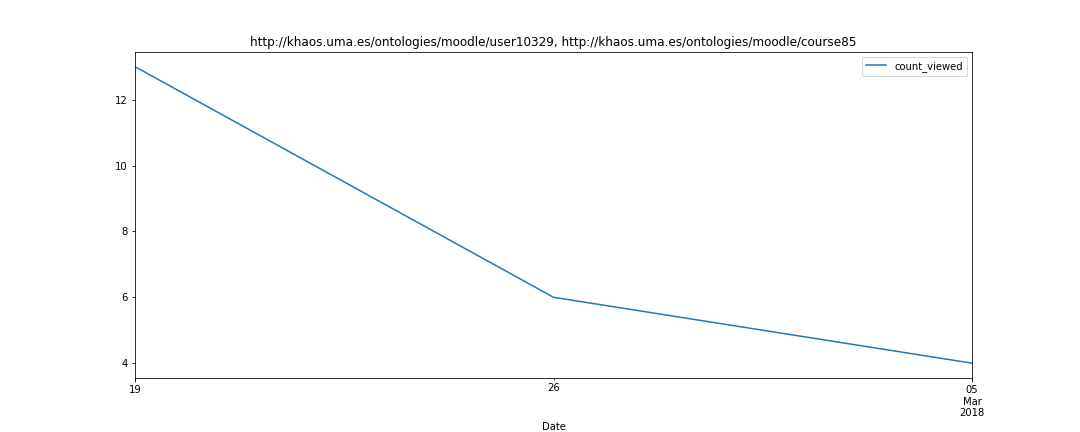 http://khaos.uma.es/ontologies/moodle/user10329, http://khaos.uma.es/ontologies/moodle/course85
count_viewed
12
10
8
6
4
19
26
05
Mar
2018
Date